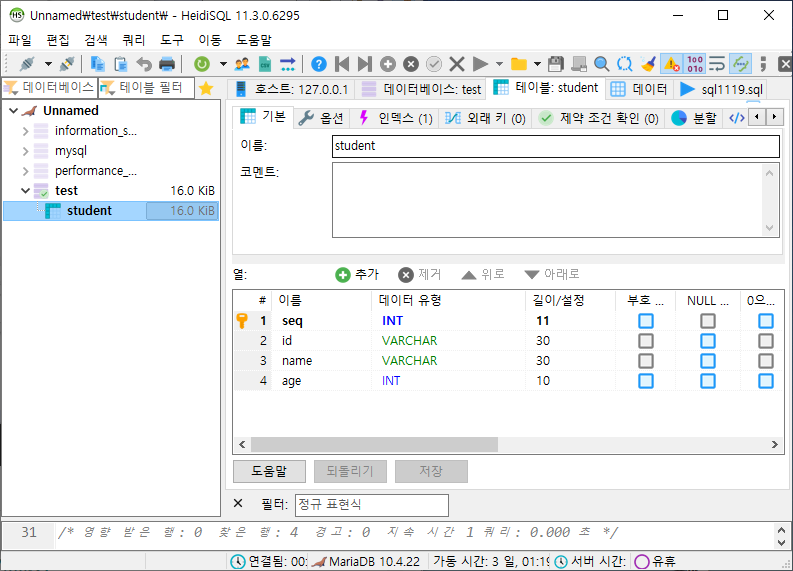 Unnamed₩test₩student₩ - HeidiSQL 11.3.0.6295
파일 편집 검색 쿼리 도구 이동 도움말
데이터베이스 테이블 필터
호스트: 127.0.0.1 데이터베이스: test 테이블: student 데이터 sql1119.sql
Unnamed
information_s...
mysql
performance_...
test 16.0 KiB
student 16.0 KiB
기본 옵션 인덱스 (1) 외래 키 (0) 제약 조건 확인 (0) 분할
이름: student
코멘트:
열: 추가 제거 위로 아래로
# 이름 데이터 유형 길이/설정 부호 ... NULL ... 0으...
1 seq INT 11
2 id VARCHAR 30
3 name VARCHAR 30
4 age INT 10
도움말 되돌리기 저장
필터: 정규 표현식
31 /* 영향 받은 행: 0 찾은 행: 4 경고: 0 지속 시간 1 쿼리: 0.000 초 */
연결됨: 00: MariaDB 10.4.22 가동 시간: 3 일, 01:19 서버 시간: 유휴